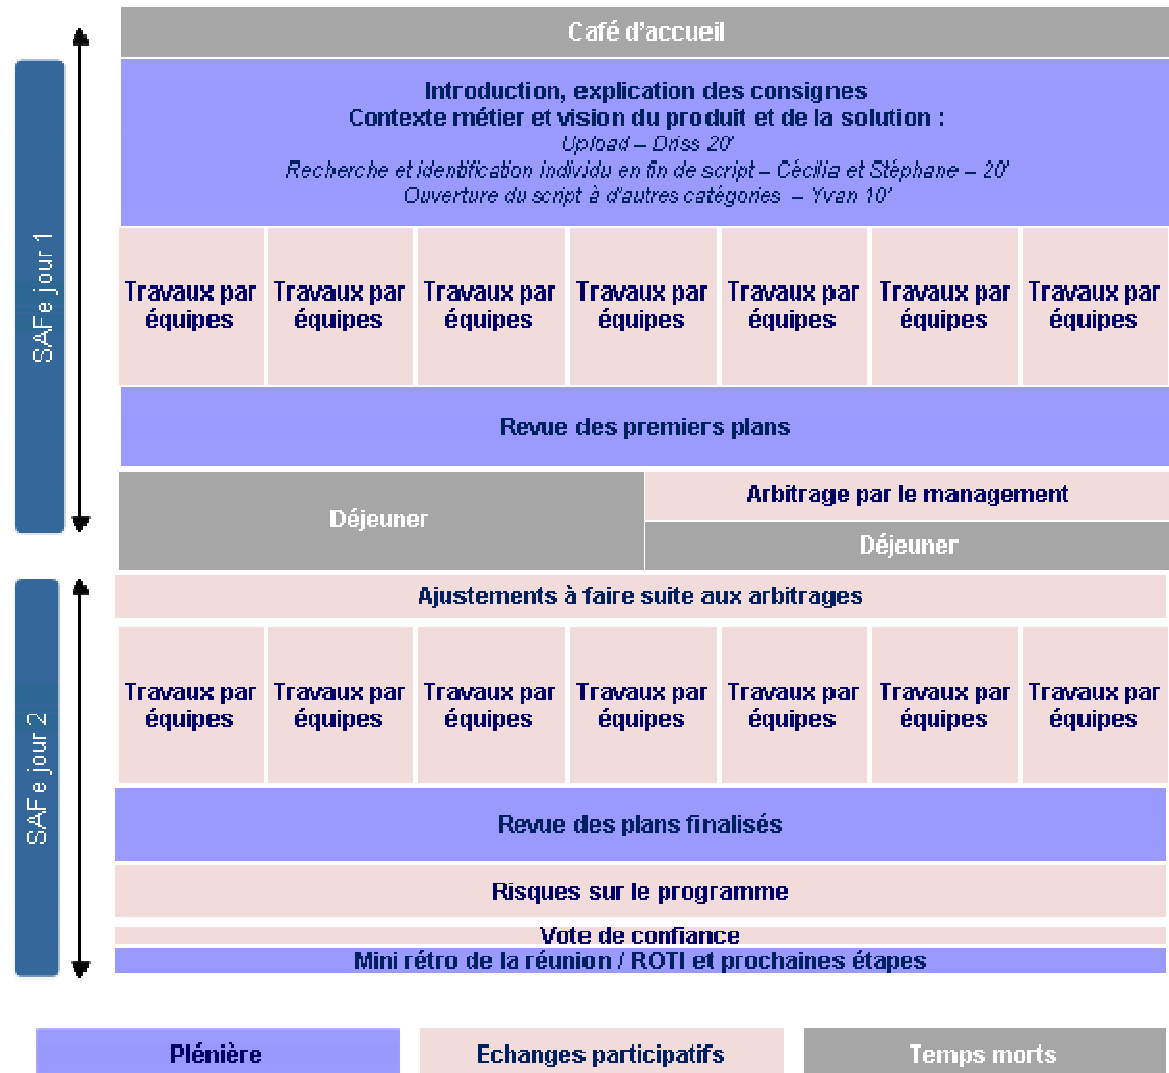 Café d'accueil
SAFe jour 1
Introduction, explication des consignes
Contexte métier et vision du produit et de la solution :
Upload – Driss 20'
Recherche et identification individu en fin de script – Cécilia et Stéphane – 20'
Ouverture du script à d'autres catégories – Yvan 10'
Travaux par équipes
Travaux par équipes
Travaux par équipes
Travaux par équipes
Travaux par équipes
Travaux par équipes
Travaux par équipes
Revue des premiers plans
Déjeuner
Arbitrage par le management
Déjeuner
SAFe jour 2
Ajustements à faire suite aux arbitrages
Travaux par équipes
Travaux par équipes
Travaux par équipes
Travaux par équipes
Travaux par équipes
Travaux par équipes
Travaux par équipes
Revue des plans finalisés
Risques sur le programme
Vote de confiance
Mini rétro de la réunion / ROTI et prochaines étapes
Plénière
Echanges participatifs
Temps morts